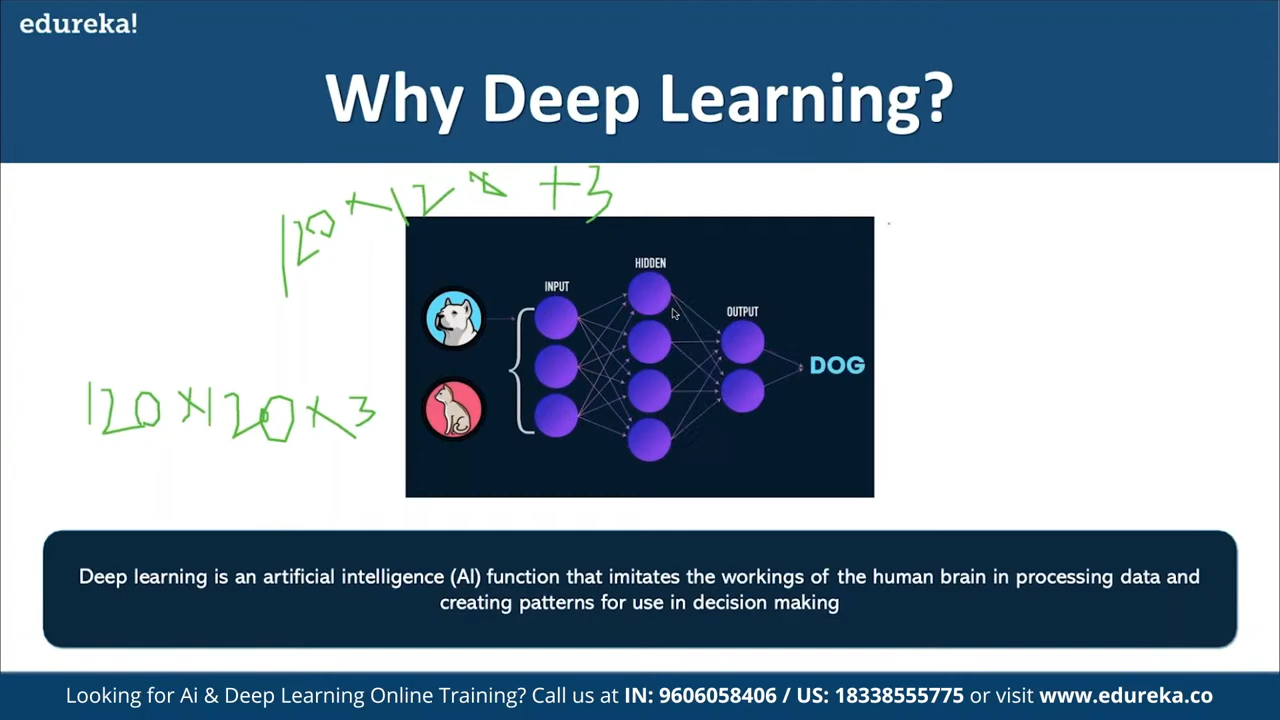 edureka!
Why Deep Learning?
120 × 12 × +3
HIDDEN
INPUT
OUTPUT
DOG
120×120×3
Deep learning is an artificial intelligence (AI) function that imitates the workings of the human brain in processing data and
creating patterns for use in decision making
Looking for Ai & Deep Learning Online Training? Call us at IN: 9606058406 / US: 18338555775 or visit www.edureka.co